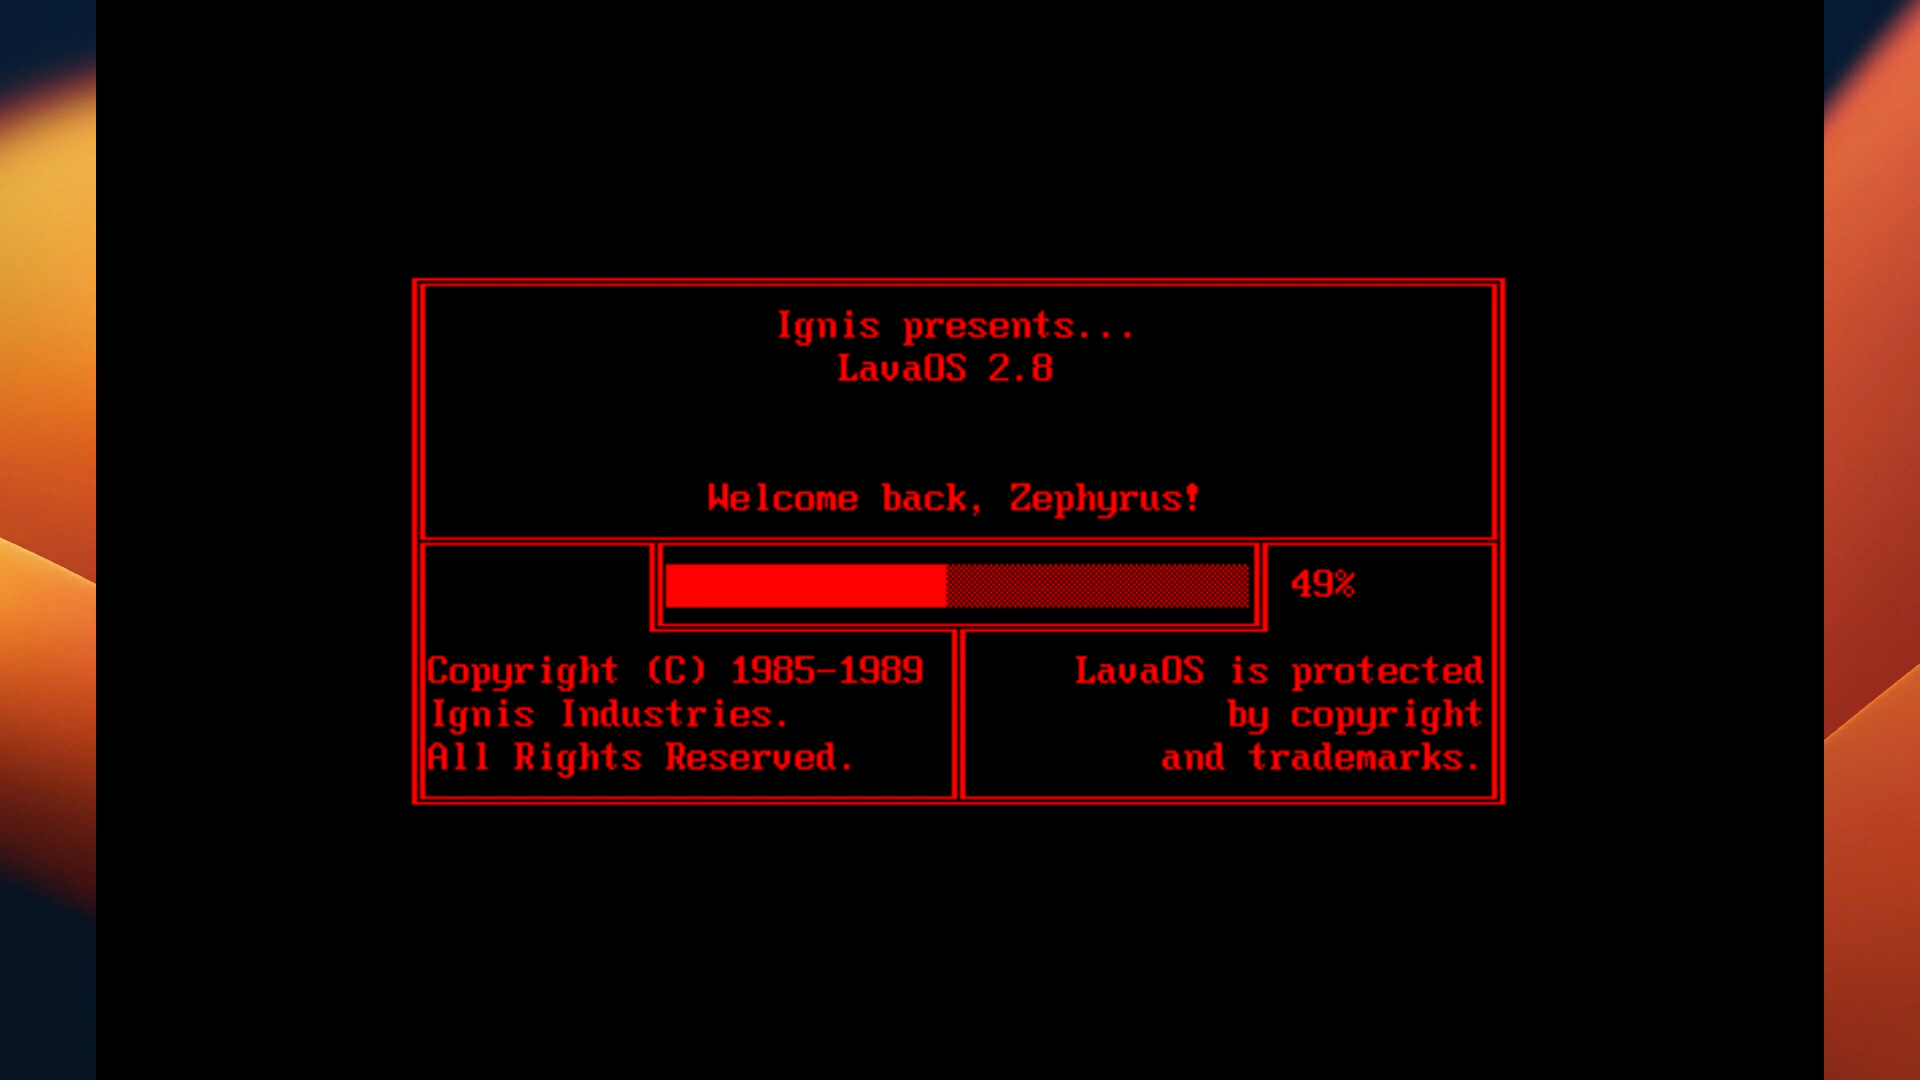 Ignis presents...
LavaOS 2.8
Welcome back, Zephyrus!
49%
Copyright (C) 1985-1989
Ignis Industries.
All Rights Reserved.
LavaOS is protected
by copyright
and trademarks.